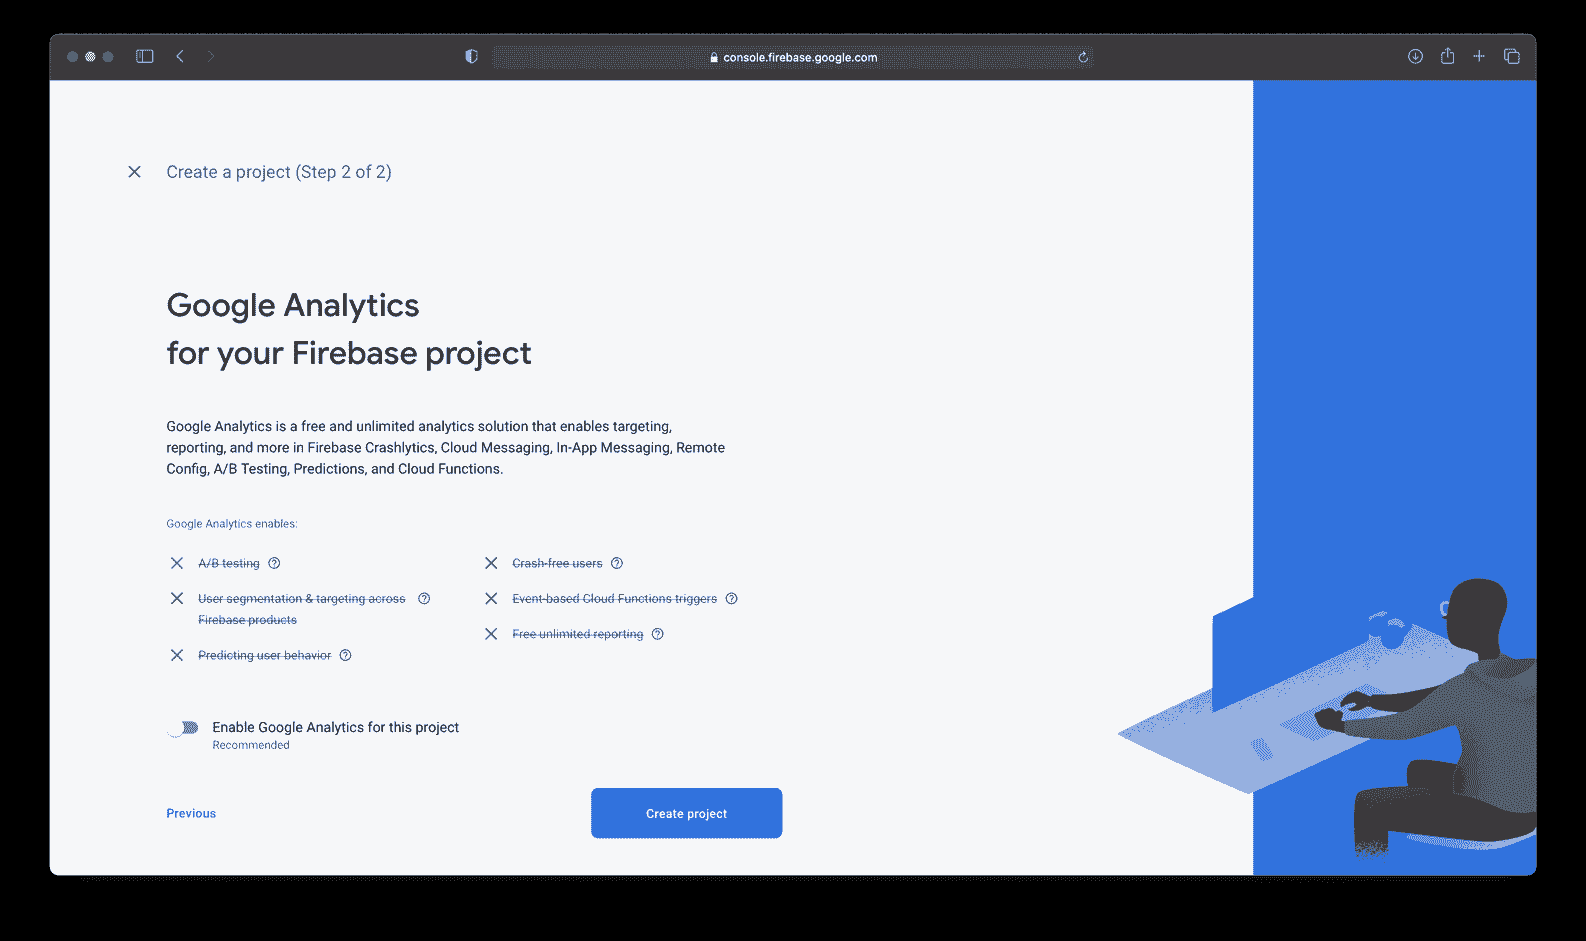 console.firebase.google.com
Create a project (Step 2 of 2)
Google Analytics
for your Firebase project
Google Analytics is a free and unlimited analytics solution that enables targeting,
reporting, and more in Firebase Crashlytics, Cloud Messaging, In-App Messaging, Remote
Config, A/B Testing, Predictions, and Cloud Functions.
Google Analytics enables:
A/B testing
User segmentation & targeting across
Firebase products
Predicting user behavior
Crash-free users
Event-based Cloud Functions triggers
Free unlimited reporting
Enable Google Analytics for this project
Recommended
Previous
Create project